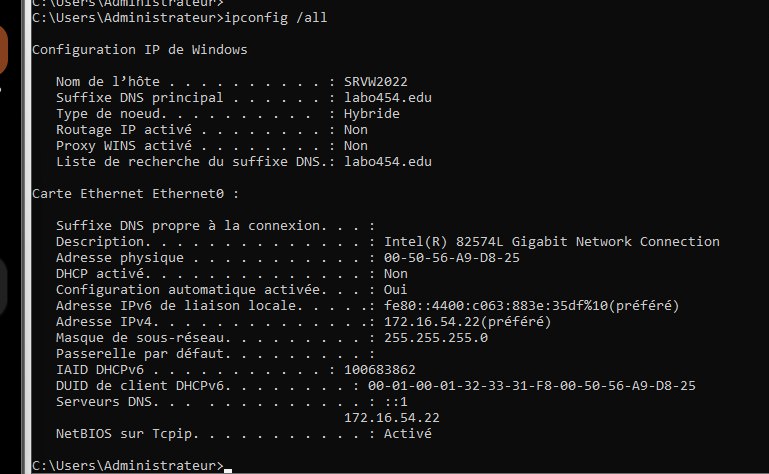 C:\Users\Administrateur>
C:\Users\Administrateur>ipconfig /all
Configuration IP de Windows
Nom de l’hôte . . . . . . . . . . : SRVW2022
Suffixe DNS principal . . . . . . : labo454.edu
Type de noeud. . . . . . . . . . : Hybride
Routage IP activé . . . . . . . . : Non
Proxy WINS activé . . . . . . . . : Non
Liste de recherche du suffixe DNS.: labo454.edu
Carte Ethernet Ethernet0 :
Suffixe DNS propre à la connexion. . . :
Description. . . . . . . . . . . . . . : Intel(R) 82574L Gigabit Network Connection
Adresse physique . . . . . . . . . . . : 00-50-56-A9-D8-25
DHCP activé. . . . . . . . . . . . . . : Non
Configuration automatique activée. . . : Oui
Adresse IPv6 de liaison locale. . . . .: fe80::4400:c063:883e:35df%10(préféré)
Adresse IPv4. . . . . . . . . . . . . .: 172.16.54.22(préféré)
Masque de sous-réseau. . . . . . . . . : 255.255.255.0
Passerelle par défaut. . . . . . . . . :
IAID DHCPv6 . . . . . . . . . . . : 100683862
DUID de client DHCPv6. . . . . . . . : 00-01-00-01-32-33-31-F8-00-50-56-A9-D8-25
Serveurs DNS. . . . . . . . . . . . . : ::1
172.16.54.22
NetBIOS sur Tcpip. . . . . . . . . . . : Activé
C:\Users\Administrateur>